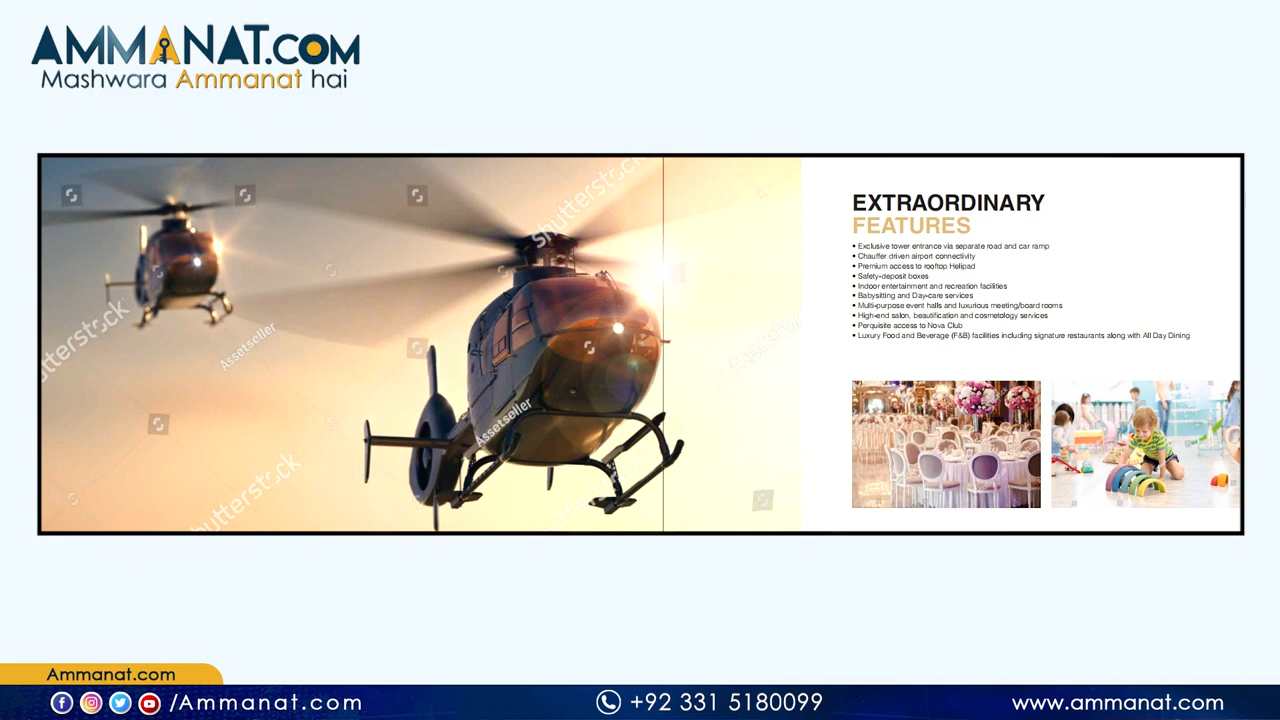 AMMANAT.COM
Mashwara Ammanat hai
shutterstock
shutterstock
Assetseller
Assetseller
shutterstock
shutterstock
EXTRAORDINARY
FEATURES
• Exclusive tower entrance via separate road and car ramp
• Chauffer driven airport connectivity
• Premium access to rooftop Helipad
• Safety-deposit boxes
• Indoor entertainment and recreation facilities
• Babysitting and Day-care services
• Multi-purpose event halls and luxurious meeting/board rooms
• High-end salon, beautification and cosmetology services
• Perquisite access to Nova Club
• Luxury Food and Beverage (F&B) facilities including signature restaurants along with All Day Dining
Ammanat.com
/Ammanat.com
+92 331 5180099
www.ammanat.com